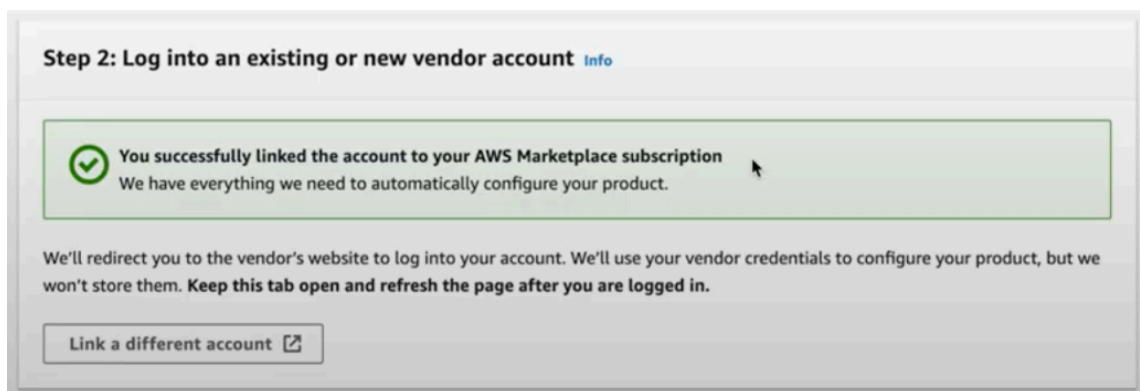 Step 2: Log into an existing or new vendor account Info
You successfully linked the account to your AWS Marketplace subscription
We have everything we need to automatically configure your product.
We'll redirect you to the vendor's website to log into your account. We'll use your vendor credentials to configure your product, but we
won't store them. Keep this tab open and refresh the page after you are logged in.
Link a different account